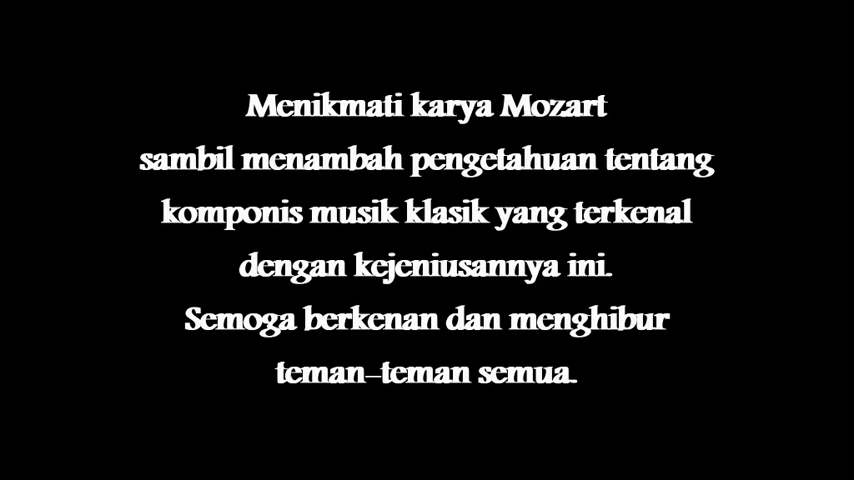 Menikmati karya Mozart
sambil menambah pengetahuan tentang
komponis musik klasik yang terkenal
dengan kejeniusannya ini.
Semoga berkenan dan menghibur
teman-teman semua.